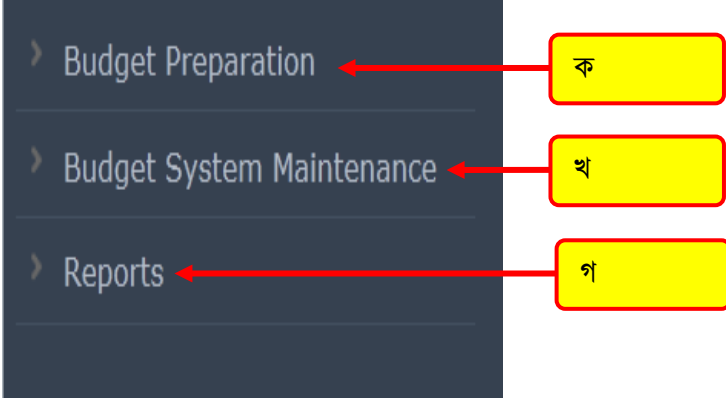 Budget Preparation
ক
Budget System Maintenance
খ
Reports
গ